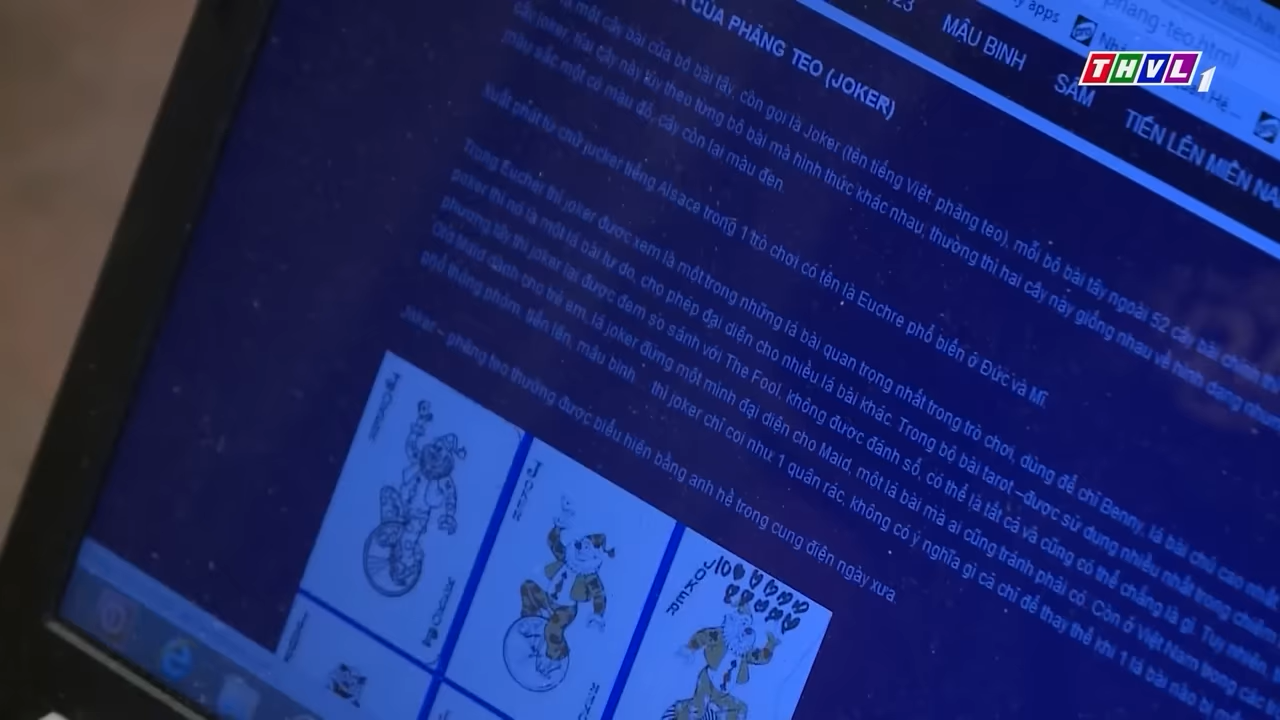 MẬU BINH
SÂM
TIẾN LÊN MIỀN
THVL1
apps
phang-teo.html
CỦA PHĂNG TEO (JOKER)
là một cây bài của bộ bài tây, còn gọi là Joker (tên tiếng Việt: phăng teo), mỗi bộ bài tây ngoài 52 cây bài
cây joker, hai cây này tùy theo từng bộ bài mà hình thức khác nhau, thường thì hai cây này giống nhau về hình dạng
màu sắc một có màu đỏ, cây còn lại màu đen
Xuất phát từ chữ tiếng Alsace trong 1 trò chơi có tên là Euchre phổ biến ở Đức và Mĩ.
Trong Eucher thì joker được xem là một trong những lá bài quan trọng nhất trong trò chơi, dùng để chỉ Benny, lá bài chủ cao
poker thì nó là một lá bài tự do, cho phép đại diện cho nhiều lá bài khác. Trong bộ bài tarot –được sử dụng nhiều nhất trong chiêm
phương tây thì joker lại được đem so sánh với The Fool, không được đánh số, có thể là tất cả và cũng có thể chẳng là gì. Tuy nhiên,
Old Maid dành cho trẻ em, lá joker đứng một mình đại diện cho Maid, một lá bài mà ai cũng tránh phải có. Còn ở Việt Nam trong các
phỏm, tiến lên, mậu binh... thì joker chỉ coi như 1 quân rác, không có ý nghĩa gì cả chỉ để thay thế khi 1 lá bài nào bị
Joker – phăng teo thường được biểu hiện bằng anh hề trong cung điện ngày xưa.
JOKER
JOKER
JOKER